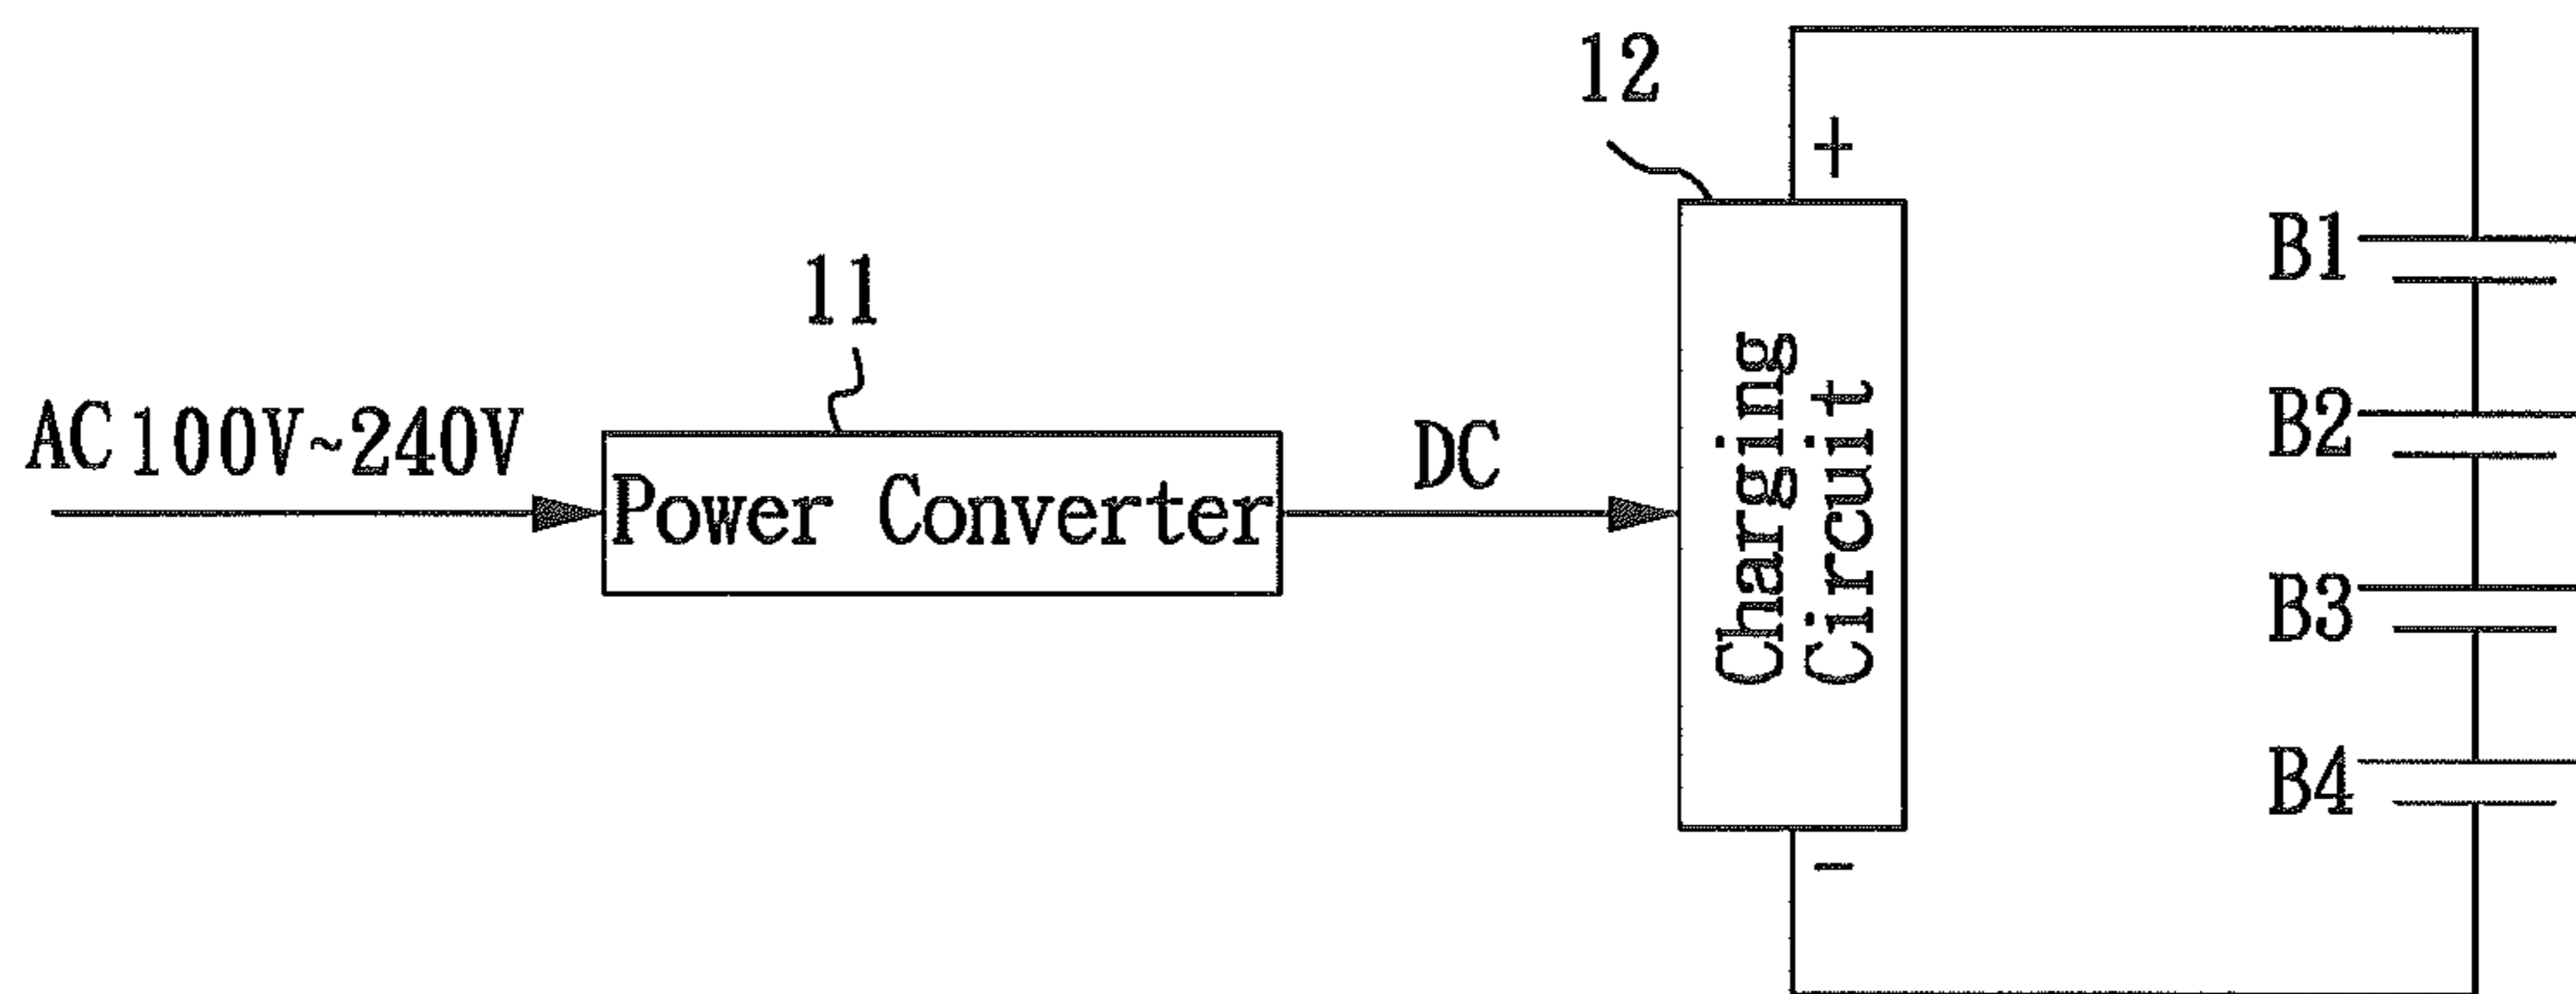 12
+
B1
11
AC 100V~240V
DC
B2
Power Converter
Charging
Circuit
B3
B4
-